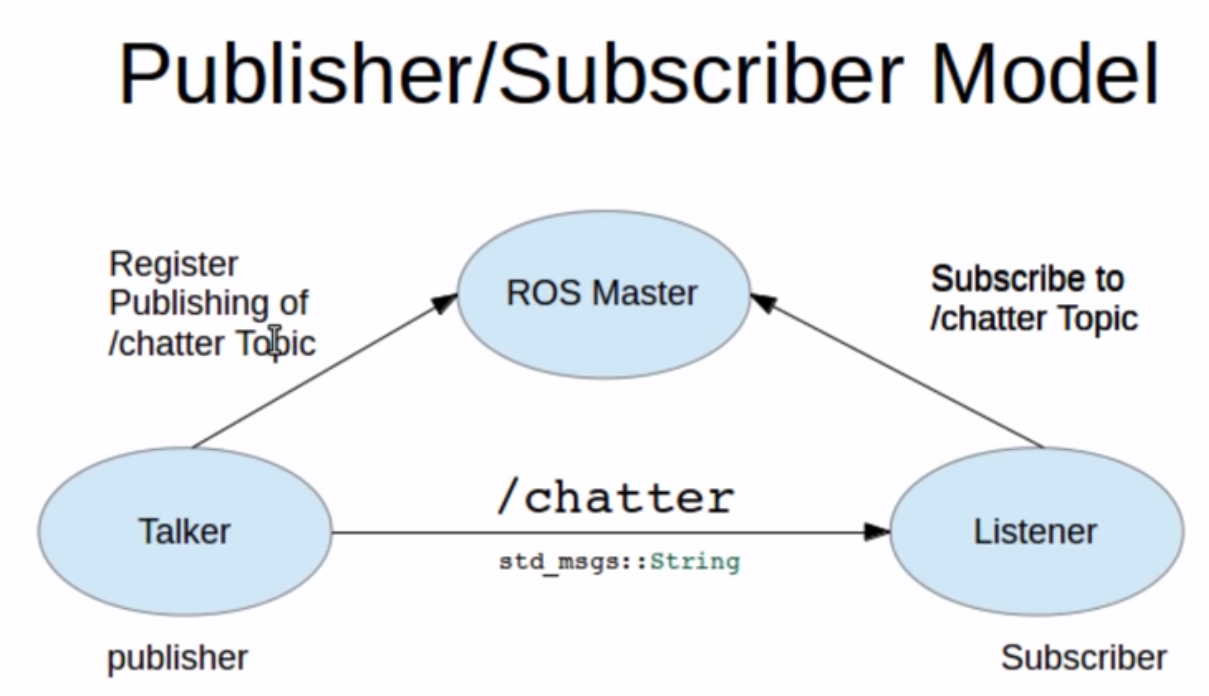 Publisher/Subscriber Model
Register
Publishing of
/chatter Topic
ROS Master
Subscribe to
/chatter Topic
/chatter
Talker
Listener
std_msgs::String
publisher
Subscriber